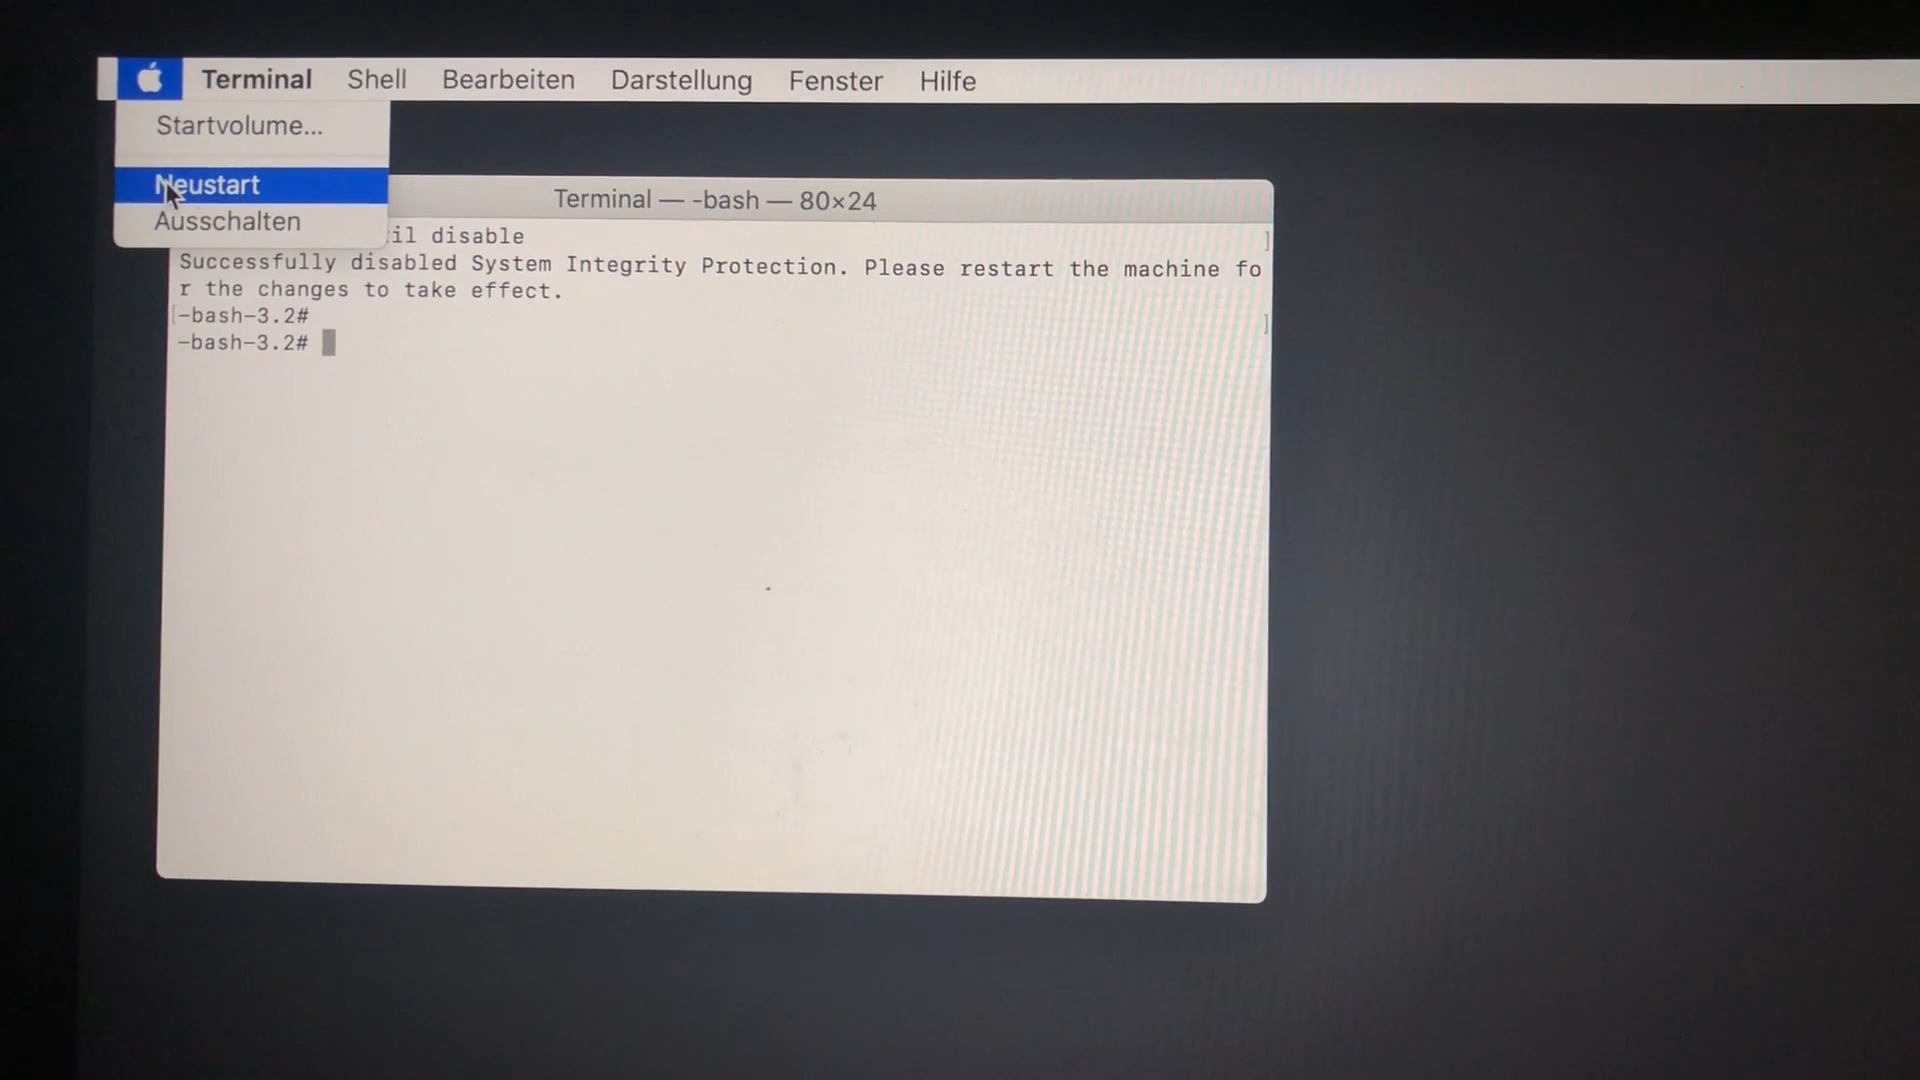 Terminal Shell Bearbeiten Darstellung Fenster Hilfe
Startvolume...
Neustart
Ausschalten
Terminal — -bash — 80×24
il disable
Successfully disabled System Integrity Protection. Please restart the machine fo
r the changes to take effect.
-bash-3.2#
-bash-3.2#